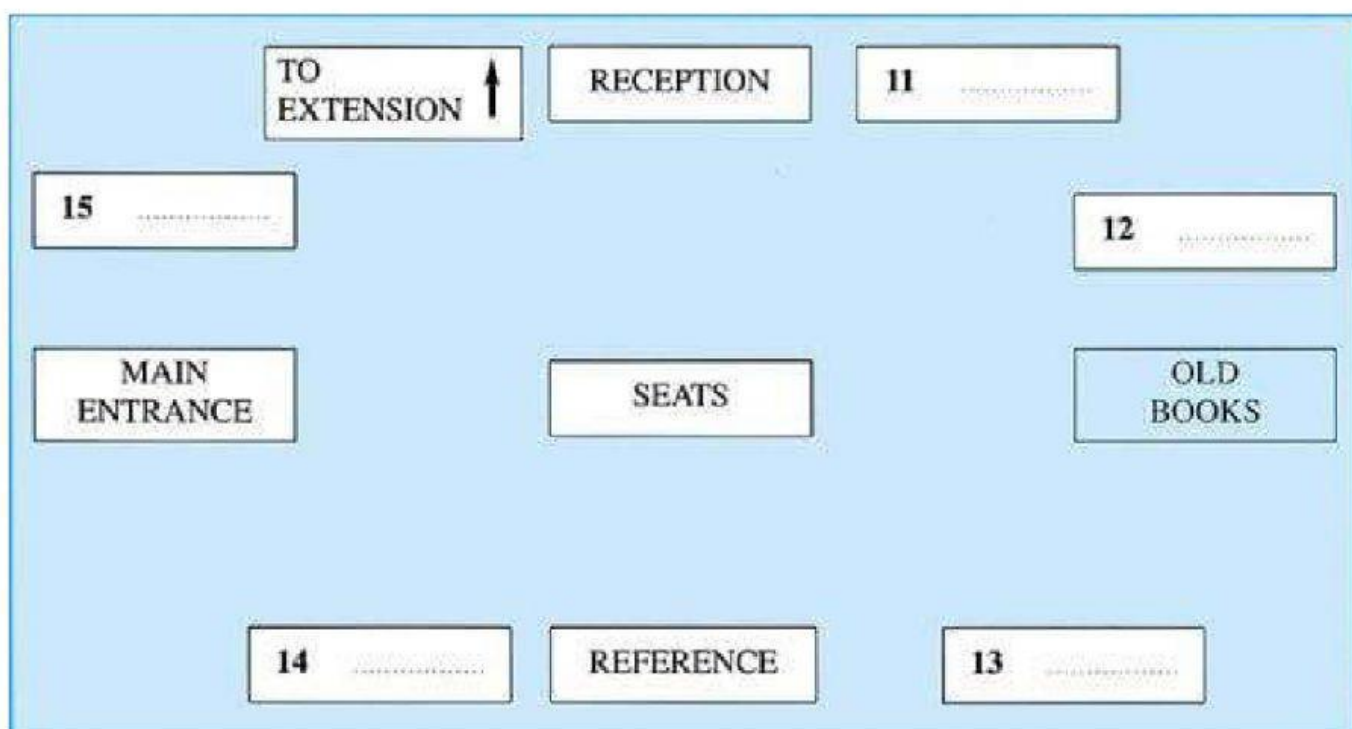 TO
EXTENSION
RECEPTION
11 ....................
15 ....................
12 ....................
MAIN
ENTRANCE
SEATS
OLD
BOOKS
14 ....................
REFERENCE
13 ....................